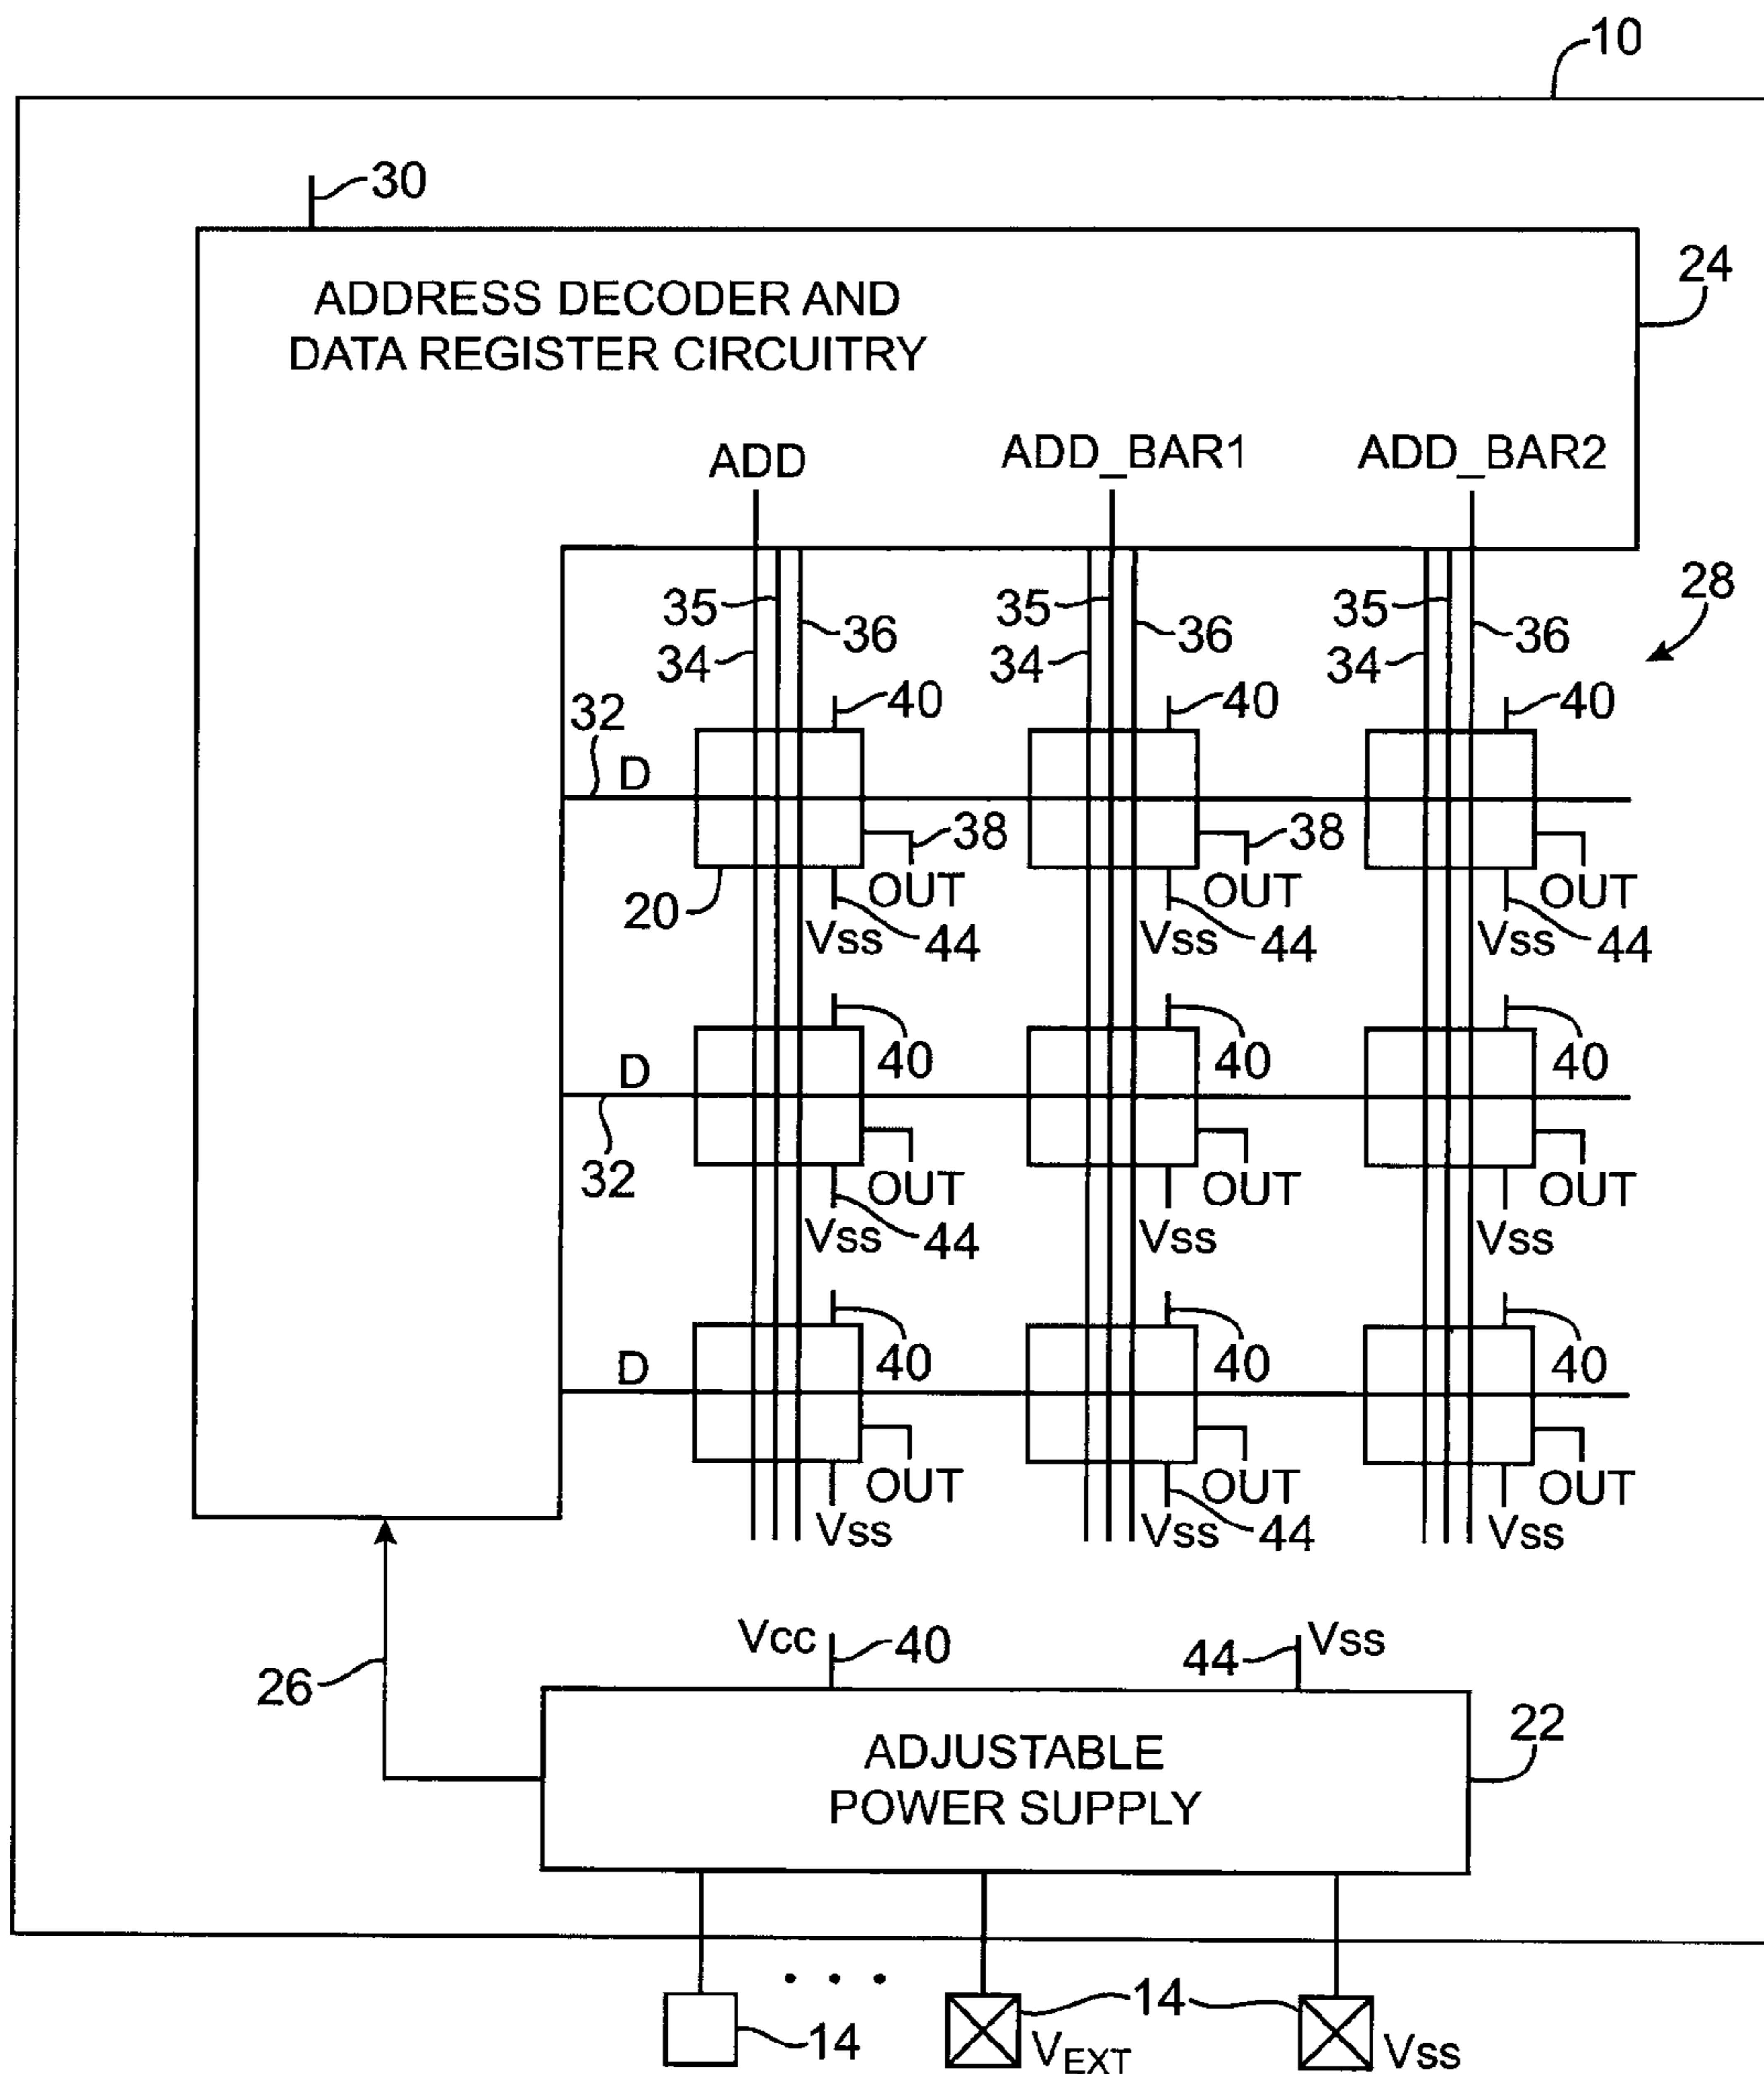 10
30
24
ADDRESS DECODER AND
DATA REGISTER CIRCUITRY
ADD ADD_BAR1 ADD_BAR2
28
35 35 35
36 36 36
34 34 34
40 40 40
32
D
38 38
20 OUT OUT OUT
Vss 44 Vss 44 Vss 44
40 40 40
D
32 OUT OUT OUT
Vss 44 Vss Vss
40 40 40
D
OUT OUT OUT
Vss Vss 44 Vss
Vcc 40 44 Vss
26
22
ADJUSTABLE
POWER SUPPLY
. . .
14 14
VEXT Vss